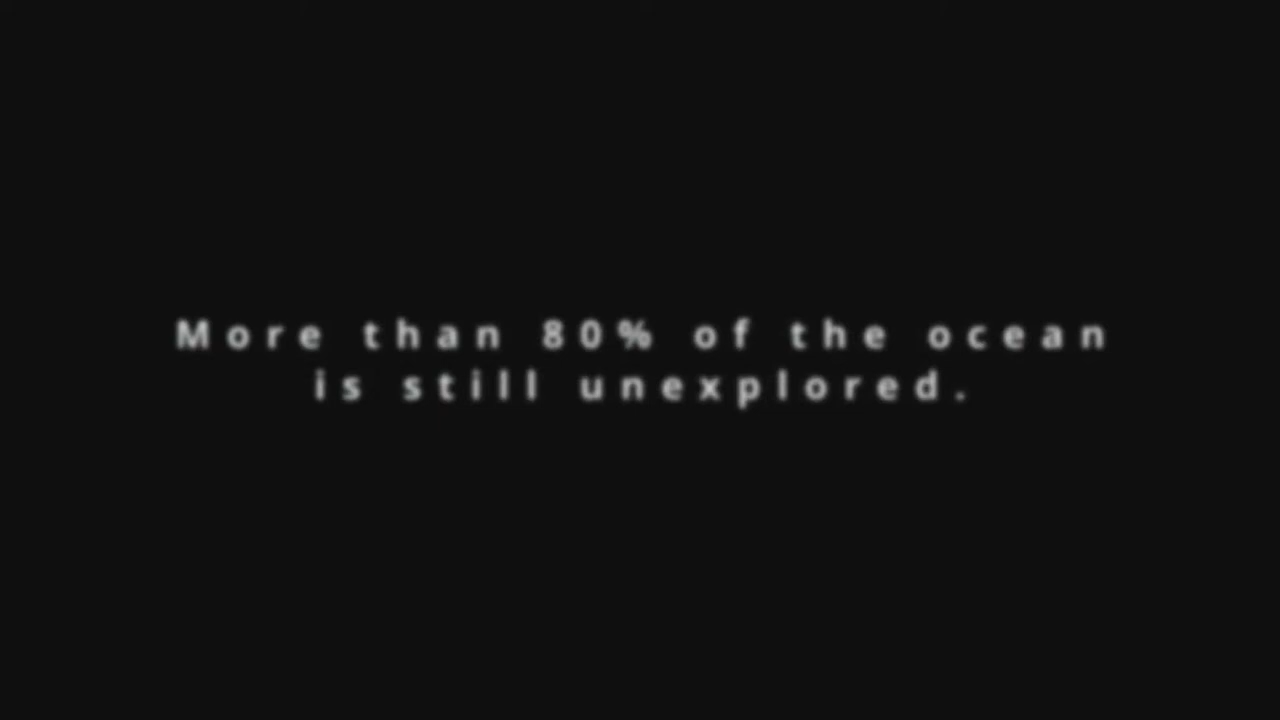 More than 80% of the ocean
is still unexplored.